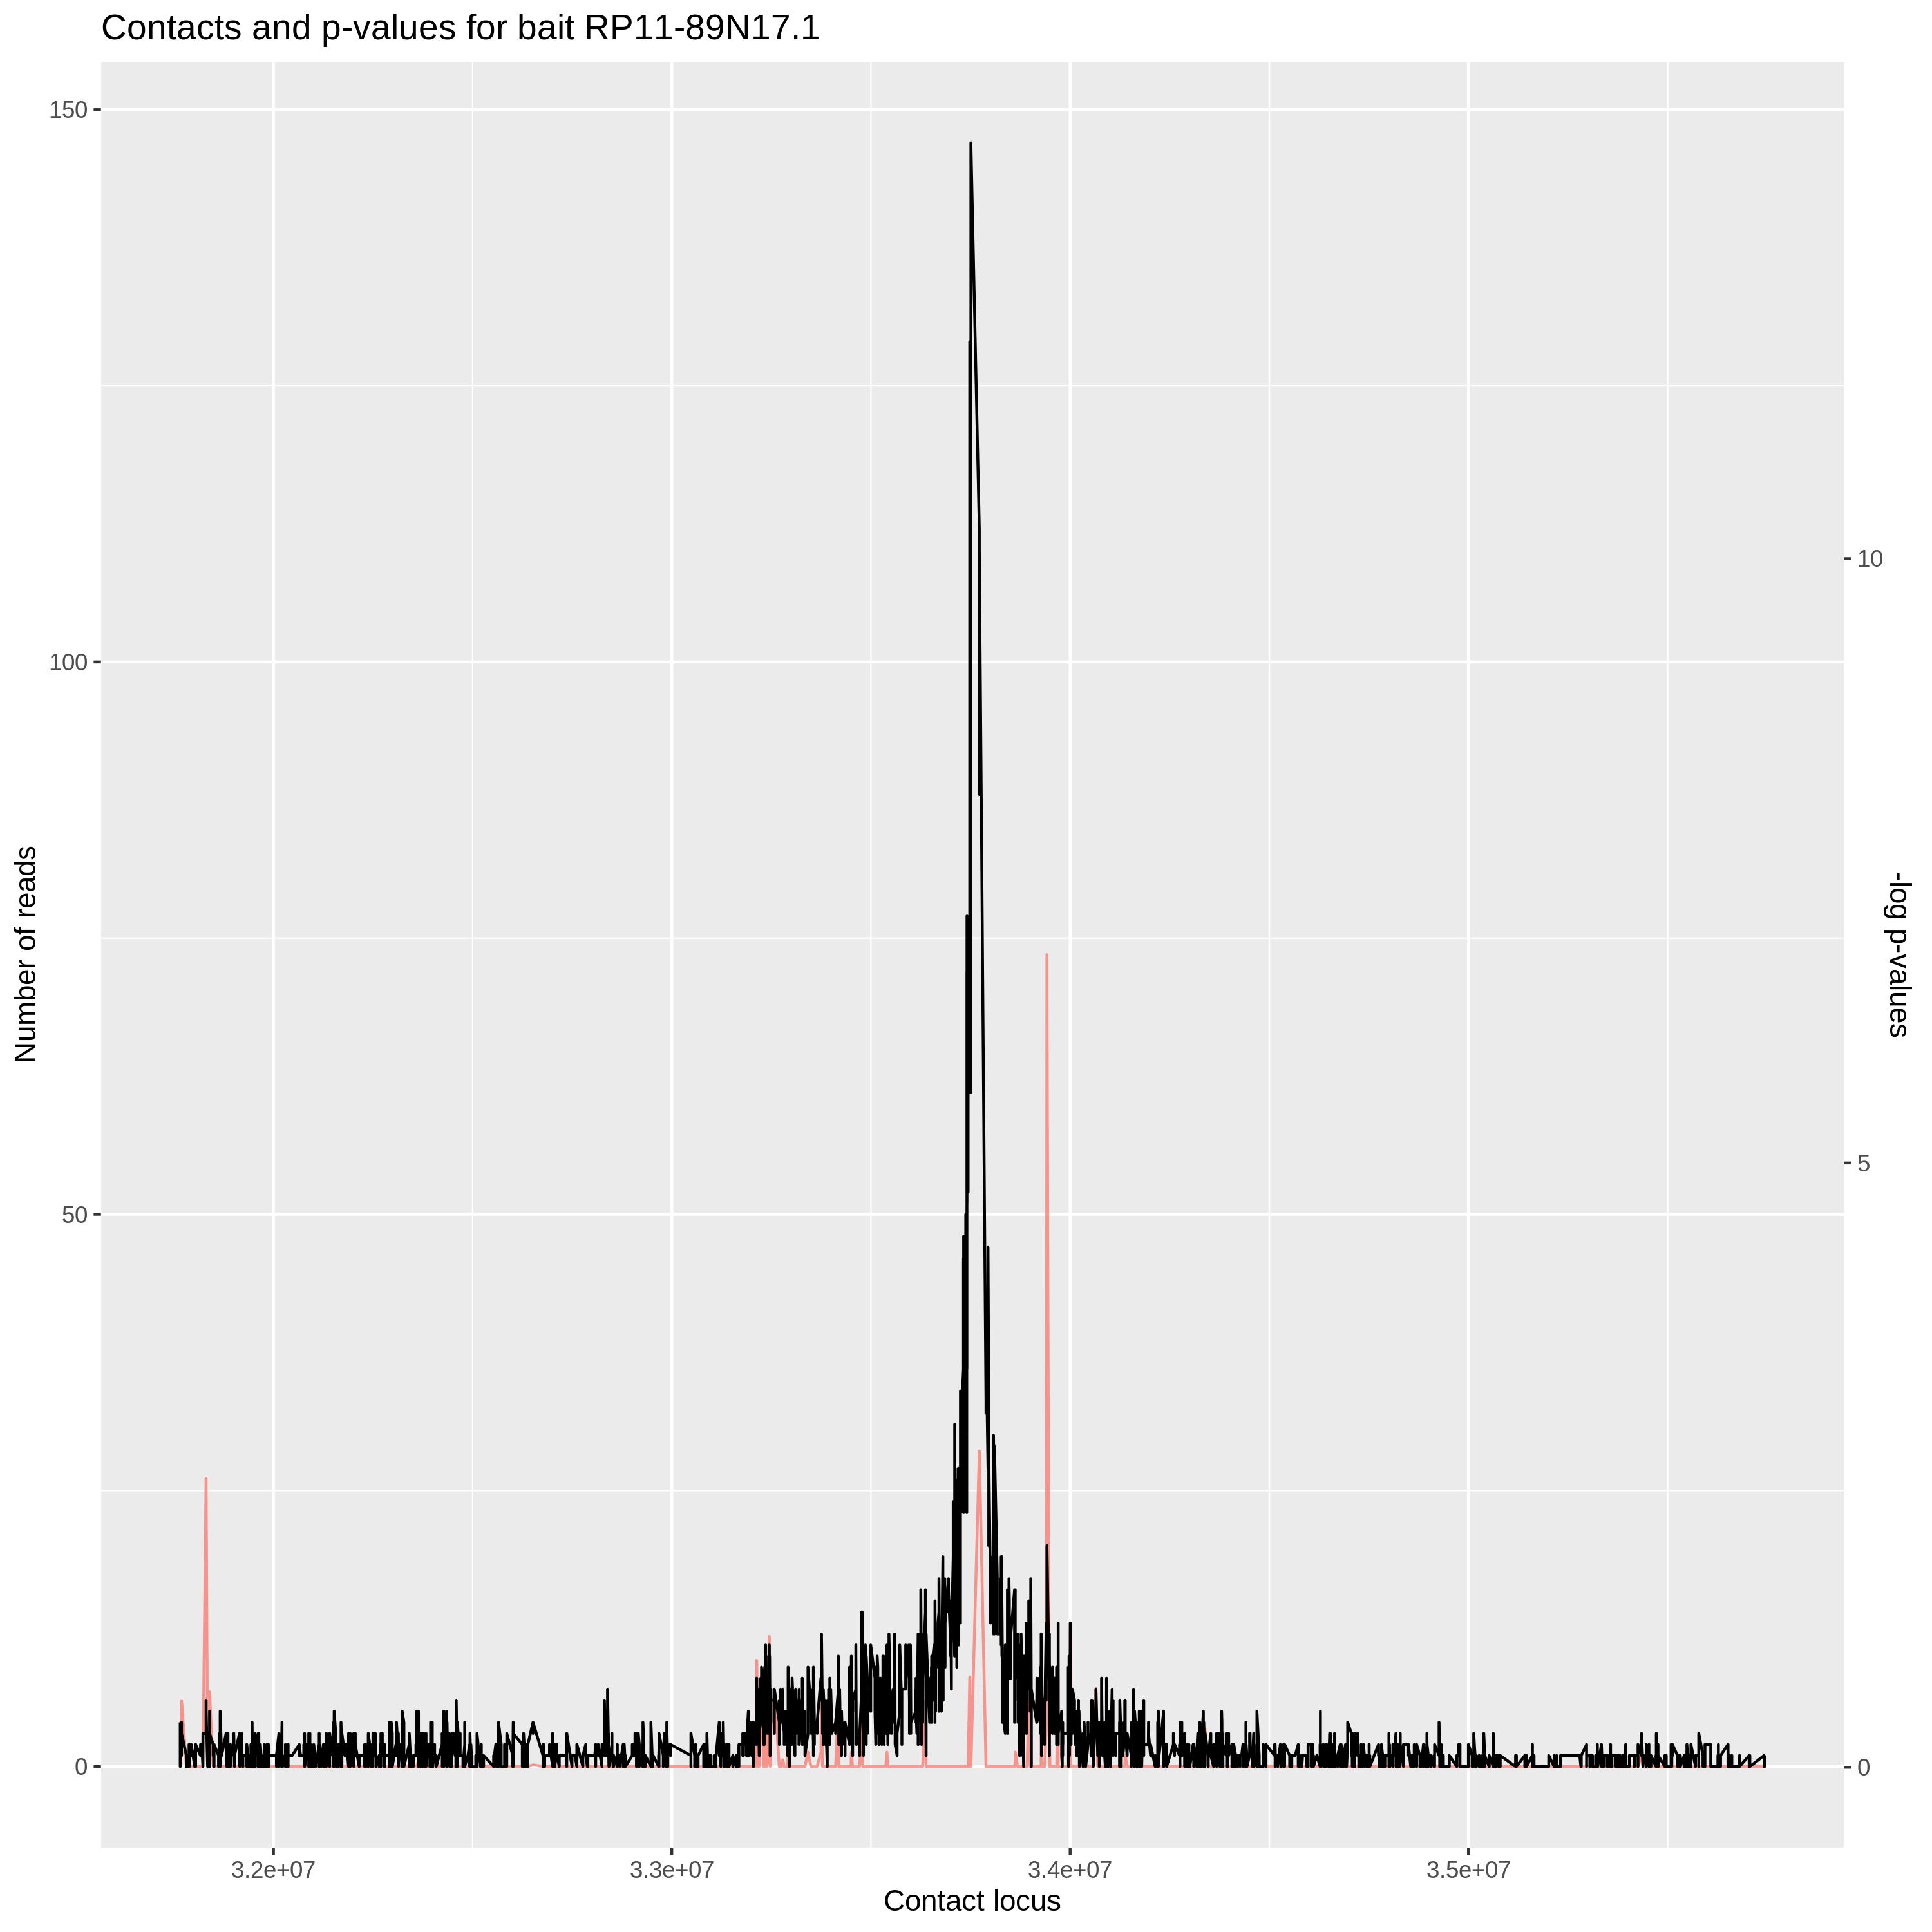 Contacts and p-values for bait RP11-89N17.1
150
100
50
0
Number of reads
10
5
0
-log p-values
3.2e+07
3.3e+07
3.4e+07
3.5e+07
Contact locus